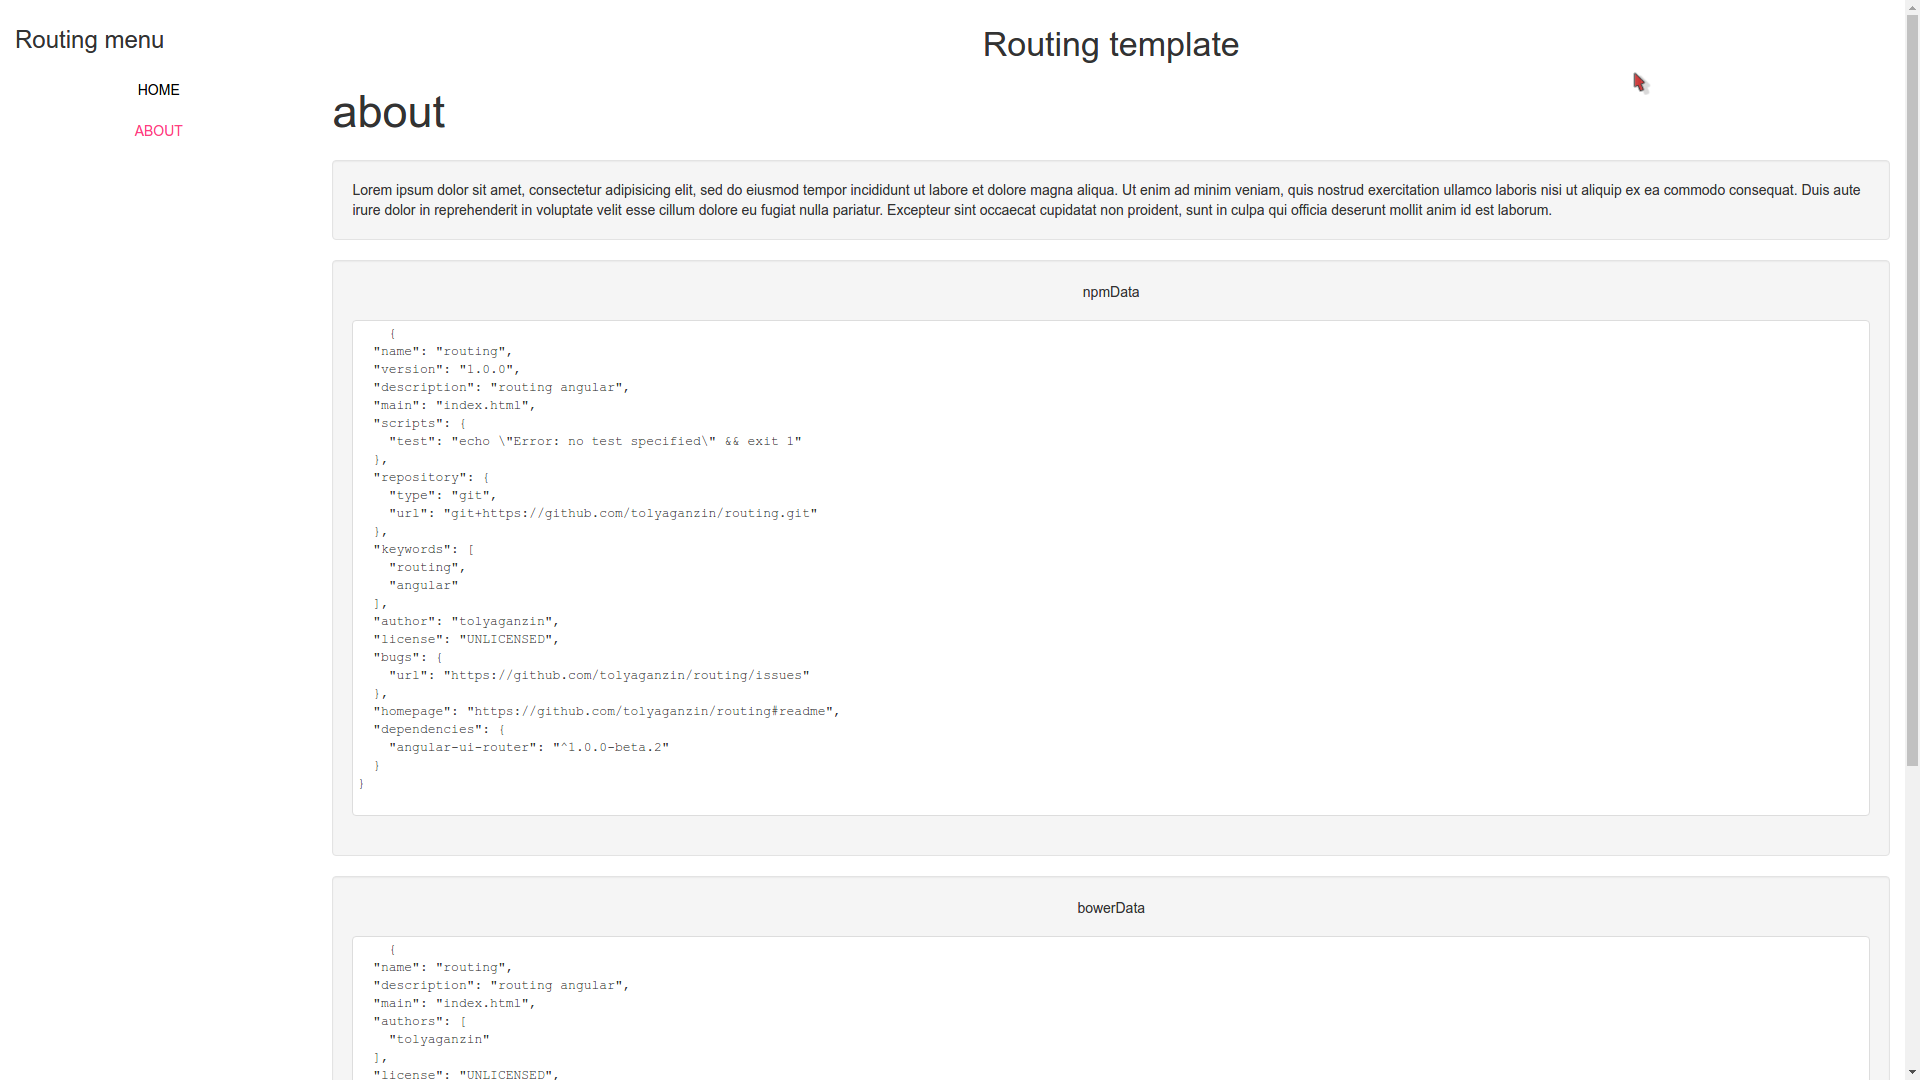 Routing menu
HOME
ABOUT
Routing template
about
Lorem ipsum dolor sit amet, consectetur adipisicing elit, sed do eiusmod tempor incididunt ut labore et dolore magna aliqua. Ut enim ad minim veniam, quis nostrud exercitation ullamco laboris nisi ut aliquip ex ea commodo consequat. Duis aute
irure dolor in reprehenderit in voluptate velit esse cillum dolore eu fugiat nulla pariatur. Excepteur sint occaecat cupidatat non proident, sunt in culpa qui officia deserunt mollit anim id est laborum.
npmData
{
"name": "routing",
"version": "1.0.0",
"description": "routing angular",
"main": "index.html",
"scripts": {
"test": "echo \"Error: no test specified\" && exit 1"
},
"repository": {
"type": "git",
"url": "git+https://github.com/tolyaganzin/routing.git"
},
"keywords": [
"routing",
"angular"
],
"author": "tolyaganzin",
"license": "UNLICENSED",
"bugs": {
"url": "https://github.com/tolyaganzin/routing/issues"
},
"homepage": "https://github.com/tolyaganzin/routing#readme",
"dependencies": {
"angular-ui-router": "^1.0.0-beta.2"
}
}
bowerData
{
"name": "routing",
"description": "routing angular",
"main": "index.html",
"authors": [
"tolyaganzin"
],
"license": "UNLICENSED",